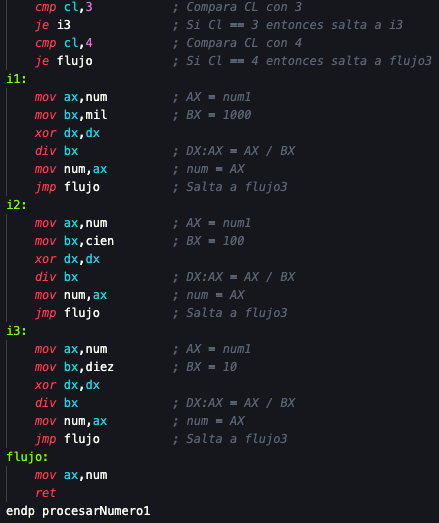 cmp cl,3 ; Compara CL con 3
je i3 ; Si Cl == 3 entonces salta a i3
cmp cl,4 ; Compara CL con 4
je flujo ; Si Cl == 4 entonces salta a flujo3
i1:
mov ax,num ; AX = num1
mov bx,mil ; BX = 1000
xor dx,dx
div bx ; DX:AX = AX / BX
mov num,ax ; num = AX
jmp flujo ; Salta a flujo3
i2:
mov ax,num ; AX = num1
mov bx,cien ; BX = 100
xor dx,dx
div bx ; DX:AX = AX / BX
mov num,ax ; num = AX
jmp flujo ; Salta a flujo3
i3:
mov ax,num ; AX = num1
mov bx,diez ; BX = 10
xor dx,dx
div bx ; DX:AX = AX / BX
mov num,ax ; num = AX
jmp flujo ; Salta a flujo3
flujo:
mov ax,num
ret
endp procesarNumero1